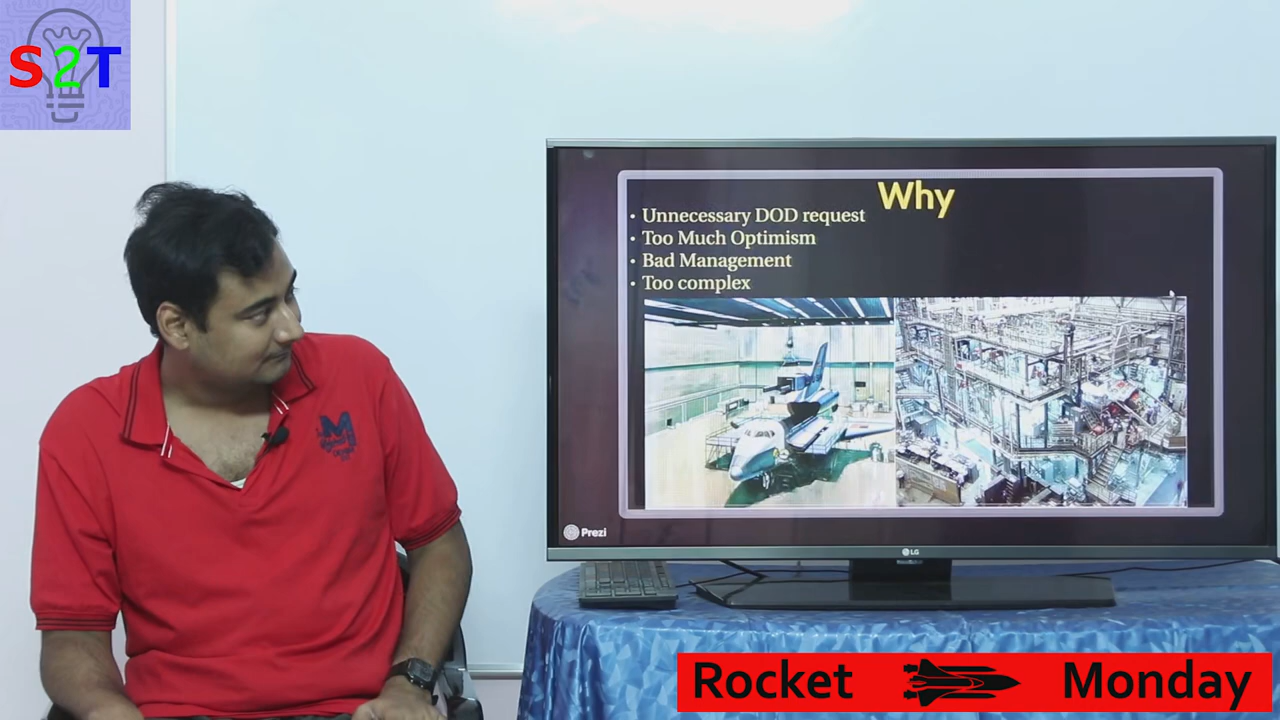 S2T
Why
• Unnecessary DOD request
• Too Much Optimism
• Bad Management
• Too complex
Prezi
LG
Rocket Monday